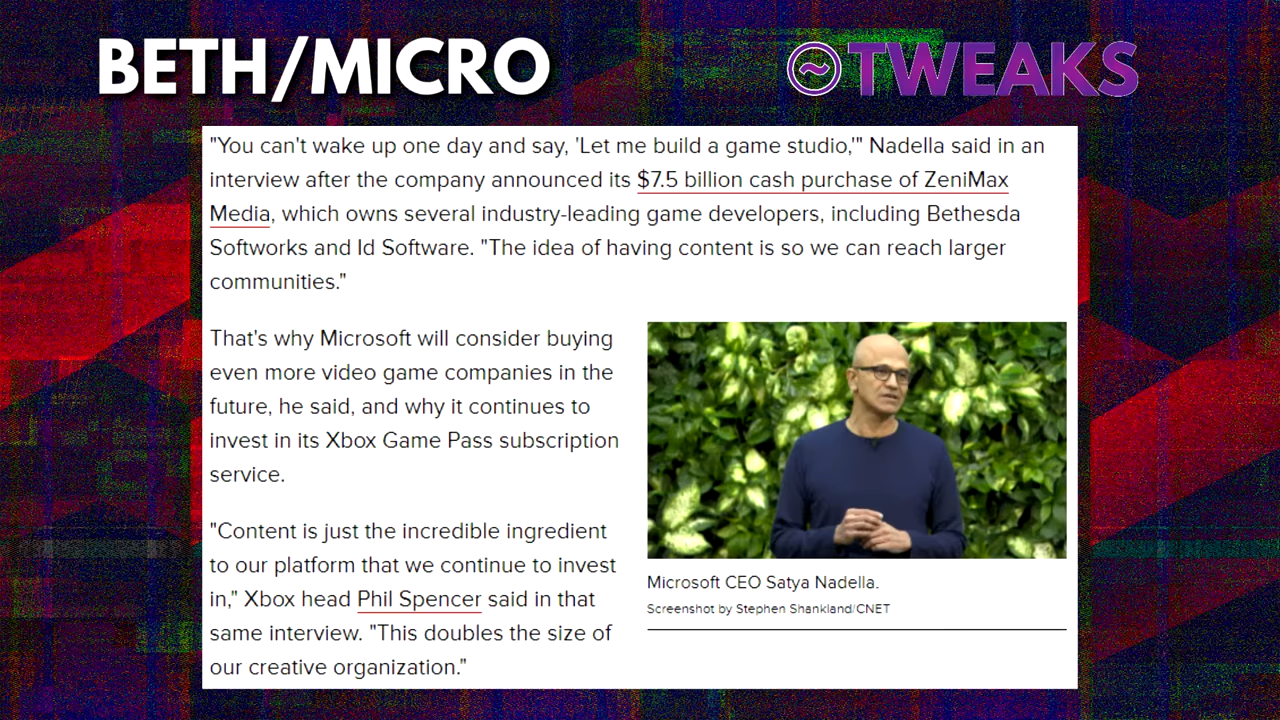 BETH/MICRO
~TWEAKS
"You can't wake up one day and say, 'Let me build a game studio,'" Nadella said in an
interview after the company announced its $7.5 billion cash purchase of ZeniMax
Media, which owns several industry-leading game developers, including Bethesda
Softworks and Id Software. "The idea of having content is so we can reach larger
communities."
That's why Microsoft will consider buying
even more video game companies in the
future, he said, and why it continues to
invest in its Xbox Game Pass subscription
service.
"Content is just the incredible ingredient
to our platform that we continue to invest
in," Xbox head Phil Spencer said in that
same interview. "This doubles the size of
our creative organization."
Microsoft CEO Satya Nadella.
Screenshot by Stephen Shankland/CNET